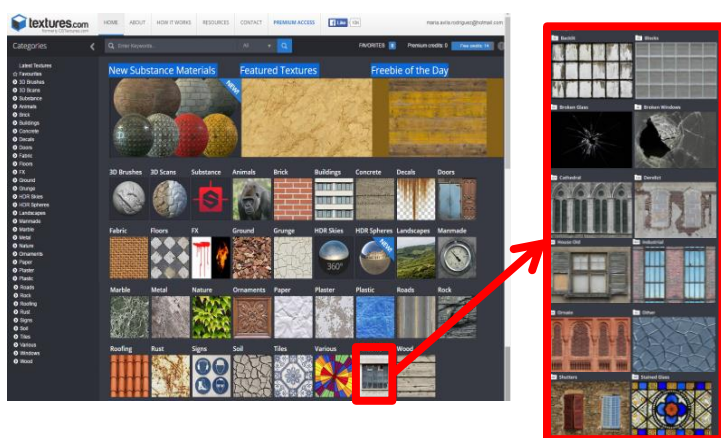 textures.com
formerly CGTextures.com
HOME ABOUT HOW IT WORKS RESOURCES CONTACT PREMIUM ACCESS Like
Categories
Enter Keywords... All FAVORITES Premium credits: 0 Free credits:
Latest Textures
Favourites
3D Brushes
3D Scans
Substance
Animals
Brick
Buildings
Concrete
Decals
Doors
Fabric
Floors
FX
Ground
Grunge
HDR Skies
HDR Spheres
Landscapes
Manmade
Marble
Metal
Nature
Ornaments
Paper
Plaster
Plastic
Roads
Rock
Roofing
Rust
Signs
Soil
Tiles
Various
Windows
Wood
New Substance Materials Featured Textures Freebie of the Day
NEW
3D Brushes 3D Scans Substance Animals Brick Buildings Concrete Decals Doors
Fabric Floors FX Ground Grunge HDR Skies HDR Spheres Landscapes Manmade
360°
NEW
Marble Metal Nature Ornaments Paper Plaster Plastic Roads Rock
Roofing Rust Signs Soil Tiles Various Wood
Backlit Blocks
Broken Glass Broken Windows
Cathedral Derelict
House Old Industrial
Ornate Other
Shutters Stained Glass